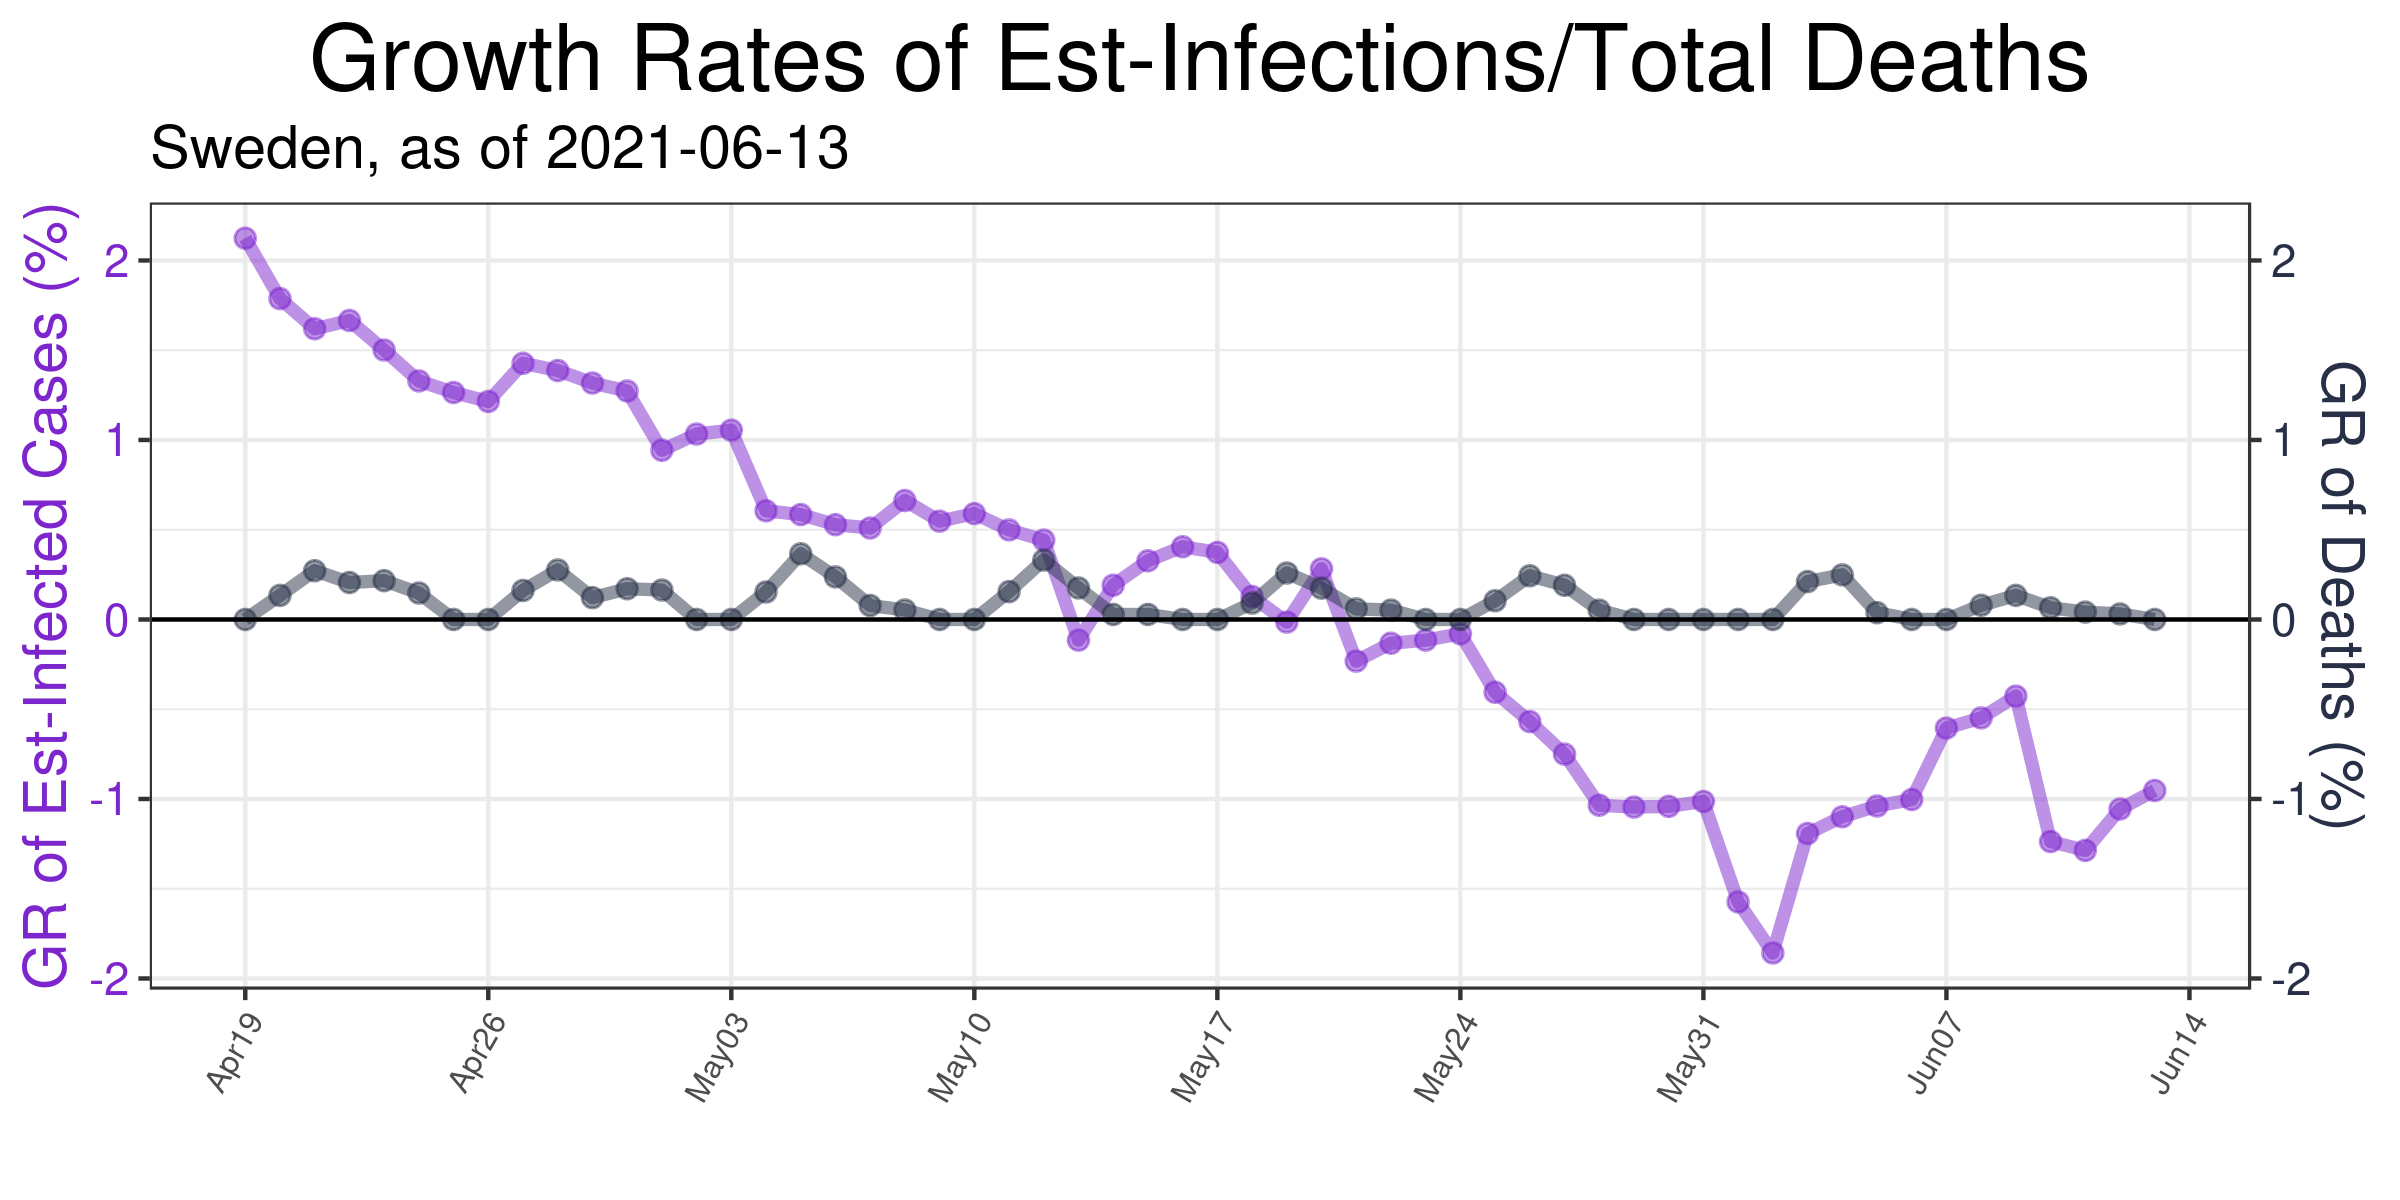 Growth Rates of Est-Infections/Total Deaths
Sweden, as of 2021-06-13
GR of Est-Infected Cases (%)
2
1
0
-1
-2
2
1
0
-1
-2
GR of Deaths (%)
Apr19
Apr26
May03
May10
May17
May24
May31
Jun07
Jun14